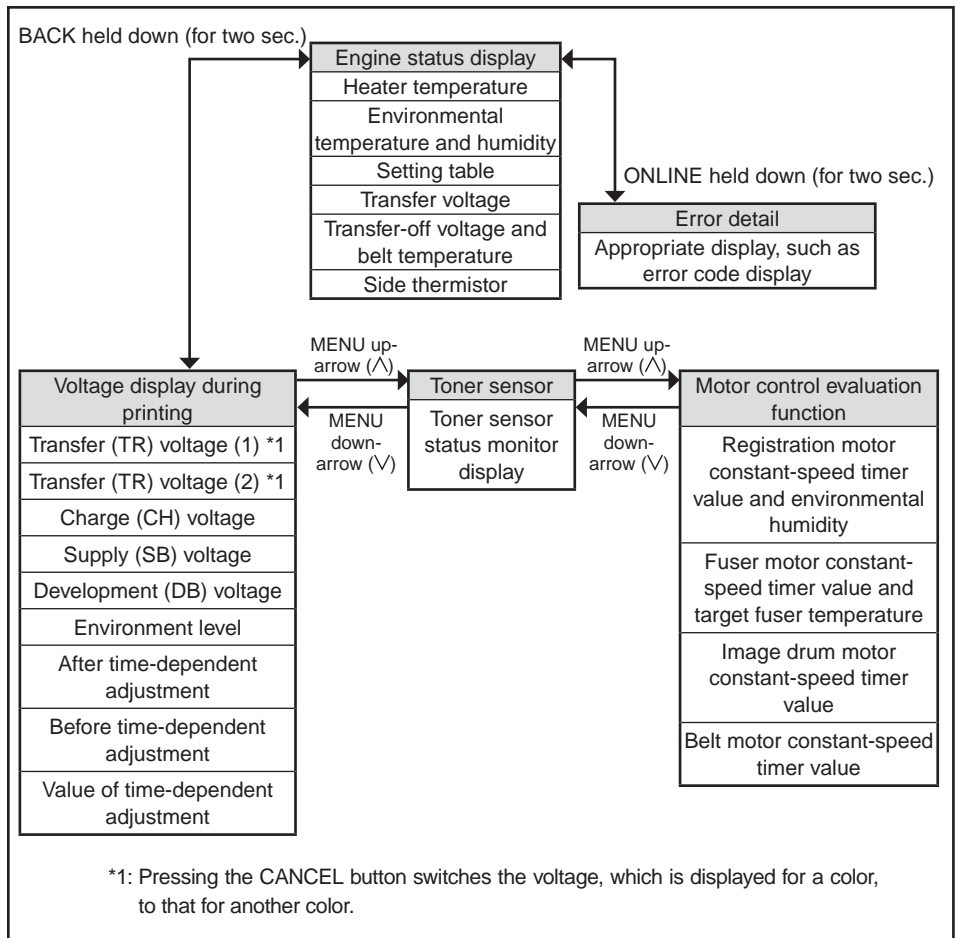 BACK held down (for two sec.)
Engine status display
Heater temperature
Environmental
temperature and humidity
Setting table
Transfer voltage
Transfer-off voltage and
belt temperature
Side thermistor
ONLINE held down (for two sec.)
Error detail
Appropriate display, such as
error code display
MENU up-
arrow (∧)
MENU up-
arrow (∧)
Voltage display during
printing
Transfer (TR) voltage (1) *1
Transfer (TR) voltage (2) *1
Charge (CH) voltage
Supply (SB) voltage
Development (DB) voltage
Environment level
After time-dependent
adjustment
Before time-dependent
adjustment
Value of time-dependent
adjustment
MENU
down-
arrow (∨)
Toner sensor
Toner sensor
status monitor
display
MENU
down-
arrow (∨)
Motor control evaluation
function
Registration motor
constant-speed timer
value and environmental
humidity
Fuser motor constant-
speed timer value and
target fuser temperature
Image drum motor
constant-speed timer
value
Belt motor constant-speed
timer value
*1: Pressing the CANCEL button switches the voltage, which is displayed for a color,
to that for another color.